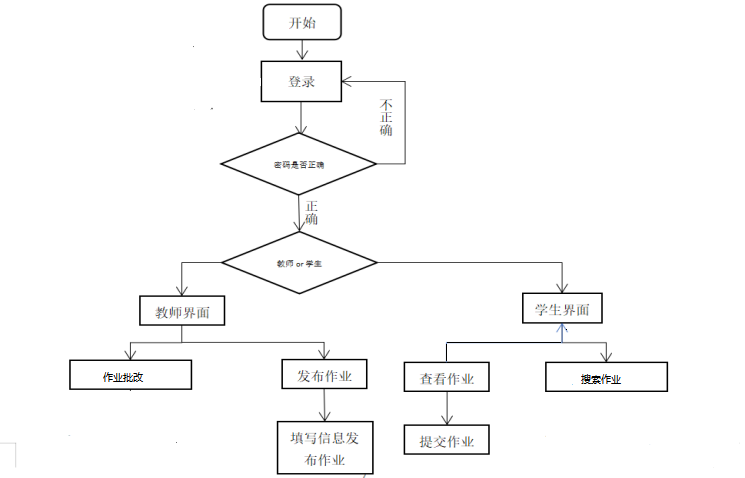 开始
登录
不正确
密码是否正确
正确
教师 or 学生
教师界面
学生界面
作业批改
发布作业
查看作业
搜索作业
填写信息发
布作业
提交作业